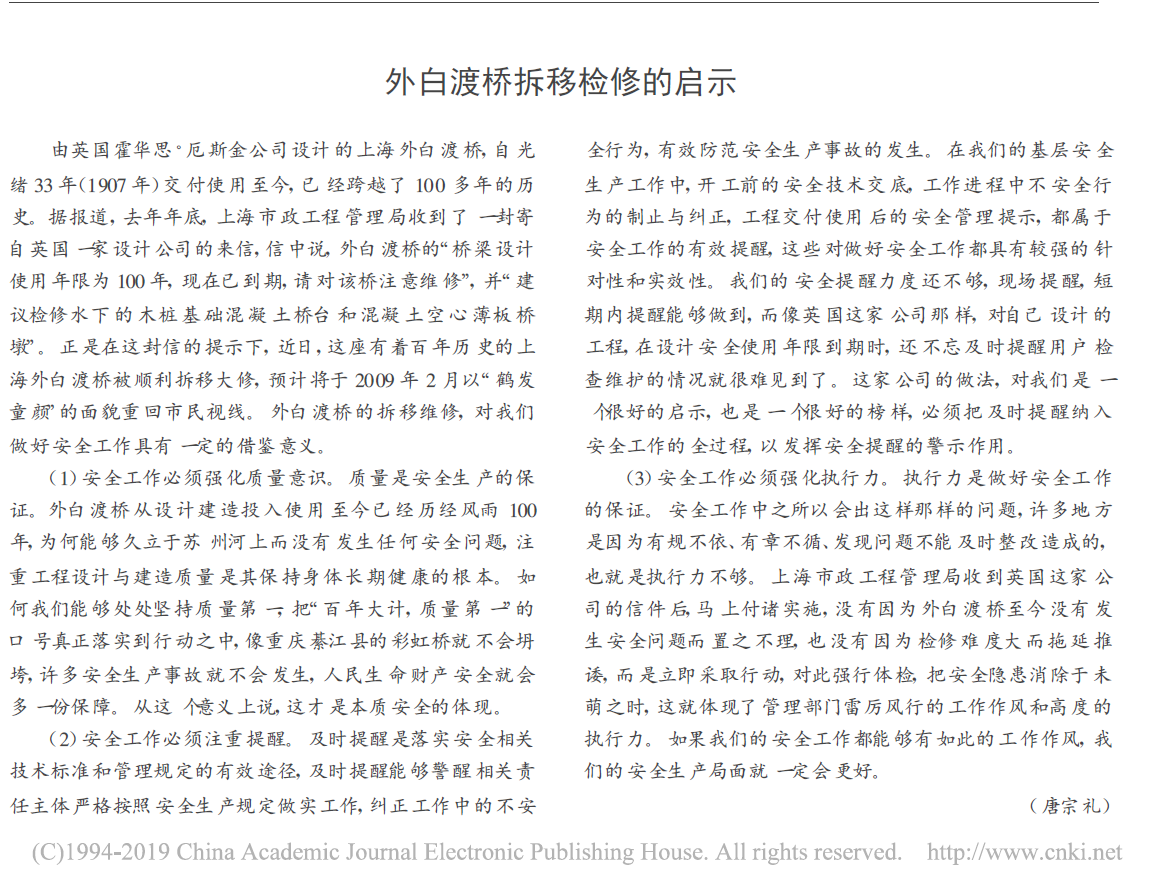 外白渡桥拆移检修的启示
由英国霍华思。厄斯金公司设计的上海外白渡桥,自光
绪33年(1907年)交付使用至今,已经跨越了100多年的历
史。据报道,去年年底,上海市政工程管理局收到了一封寄
自英国一家设计公司的来信,信中说,外白渡桥的“桥梁设计
使用年限为100年,现在已到期,请对该桥注意维修”,并“建
议检修水下的木桩基础混凝土桥台和混凝土空心薄板桥
墩”。正是在这封信的提示下,近日,这座有着百年历史的上
海外白渡桥被顺利拆移大修,预计将于2009年2月以“鹤发
童颜”的面貌重回市民视线。外白渡桥的拆移维修,对我们
做好安全工作具有一定的借鉴意义。
(1)安全工作必须强化质量意识。质量是安全生产的保
证。外白渡桥从设计建造投入使用至今已经历经风雨100
年,为何能够久立于苏州河上而没有发生任何安全问题,注
重工程设计与建造质量是其保持身体长期健康的根本。如
何我们能够处处坚持质量第一,把“百年大计,质量第一”的
口号真正落实到行动之中,像重庆綦江县的彩虹桥就不会坍
垮,许多安全生产事故就不会发生,人民生命财产安全就会
多一份保障。从这个意义上说,这才是本质安全的体现。
(2)安全工作必须注重提醒。及时提醒是落实安全相关
技术标准和管理规定的有效途径,及时提醒能够警醒相关责
任主体严格按照安全生产规定做实工作,纠正工作中的不安
全行为,有效防范安全生产事故的发生。在我们的基层安全
生产工作中,开工前的安全技术交底,工作进程中不安全行
为的制止与纠正,工程交付使用后的安全管理提示,都属于
安全工作的有效提醒,这些对做好安全工作都具有较强的针
对性和实效性。我们的安全提醒力度还不够,现场提醒,短
期内提醒能够做到,而像英国这家公司那样,对自己设计的
工程,在设计安全使用年限到期时,还不忘及时提醒用户检
查维护的情况就很难见到了。这家公司的做法,对我们是一
个很好的启示,也是一个很好的榜样,必须把及时提醒纳入
安全工作的全过程,以发挥安全提醒的警示作用。
(3)安全工作必须强化执行力。执行力是做好安全工作
的保证。安全工作中之所以会出这样那样的问题,许多地方
是因为有规不依、有章不循、发现问题不能及时整改造成的,
也就是执行力不够。上海市政工程管理局收到英国这家公
司的信件后,马上付诸实施,没有因为外白渡桥至今没有发
生安全问题而置之不理,也没有因为检修难度大而拖延推
诿,而是立即采取行动,对此强行体检,把安全隐患消除于未
萌之时,这就体现了管理部门雷厉风行的工作作风和高度的
执行力。如果我们的安全工作都能够有如此的工作作风,我
们的安全生产局面就一定会更好。
(唐宗礼)
(C)1994-2019 China Academic Journal Electronic Publishing House. All rights reserved. http://www.cnki.net